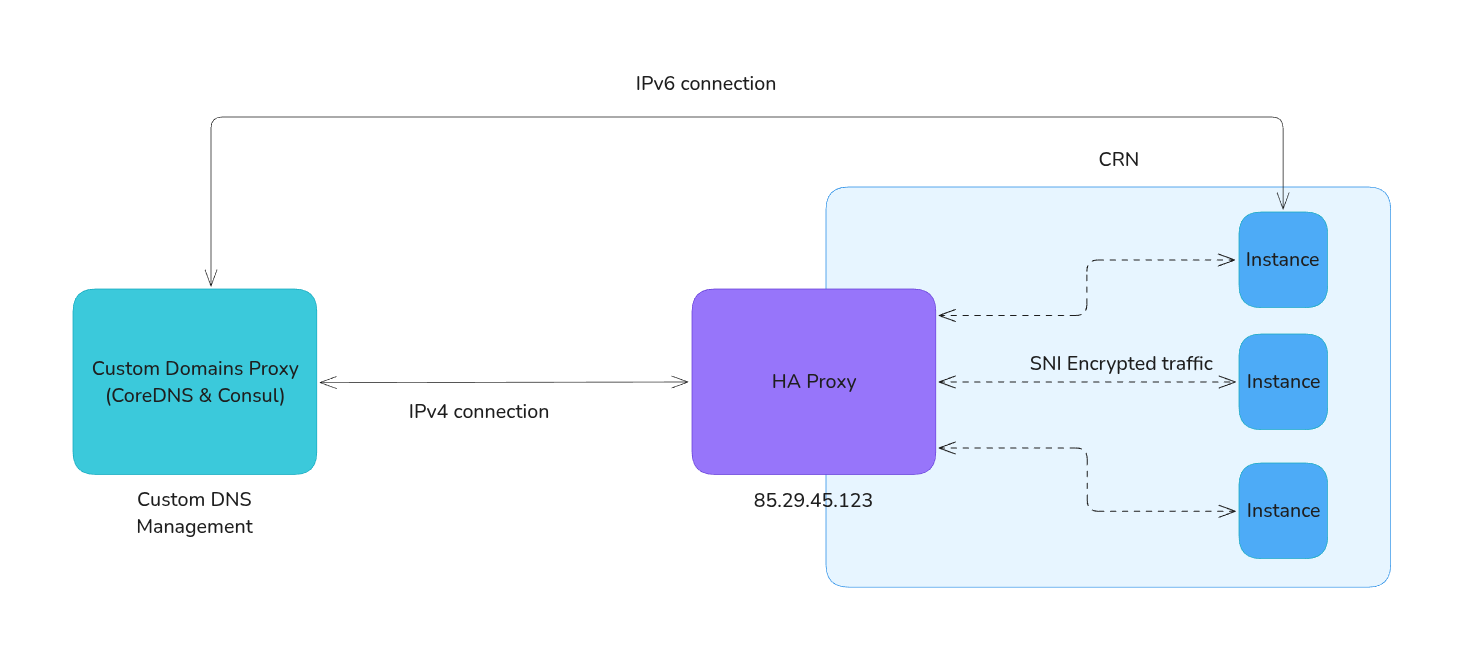 IPv6 connection
CRN
Instance
Custom Domains Proxy
(CoreDNS & Consul)
HA Proxy
SNI Encrypted traffic
Instance
IPv4 connection
Custom DNS
Management
85.29.45.123
Instance